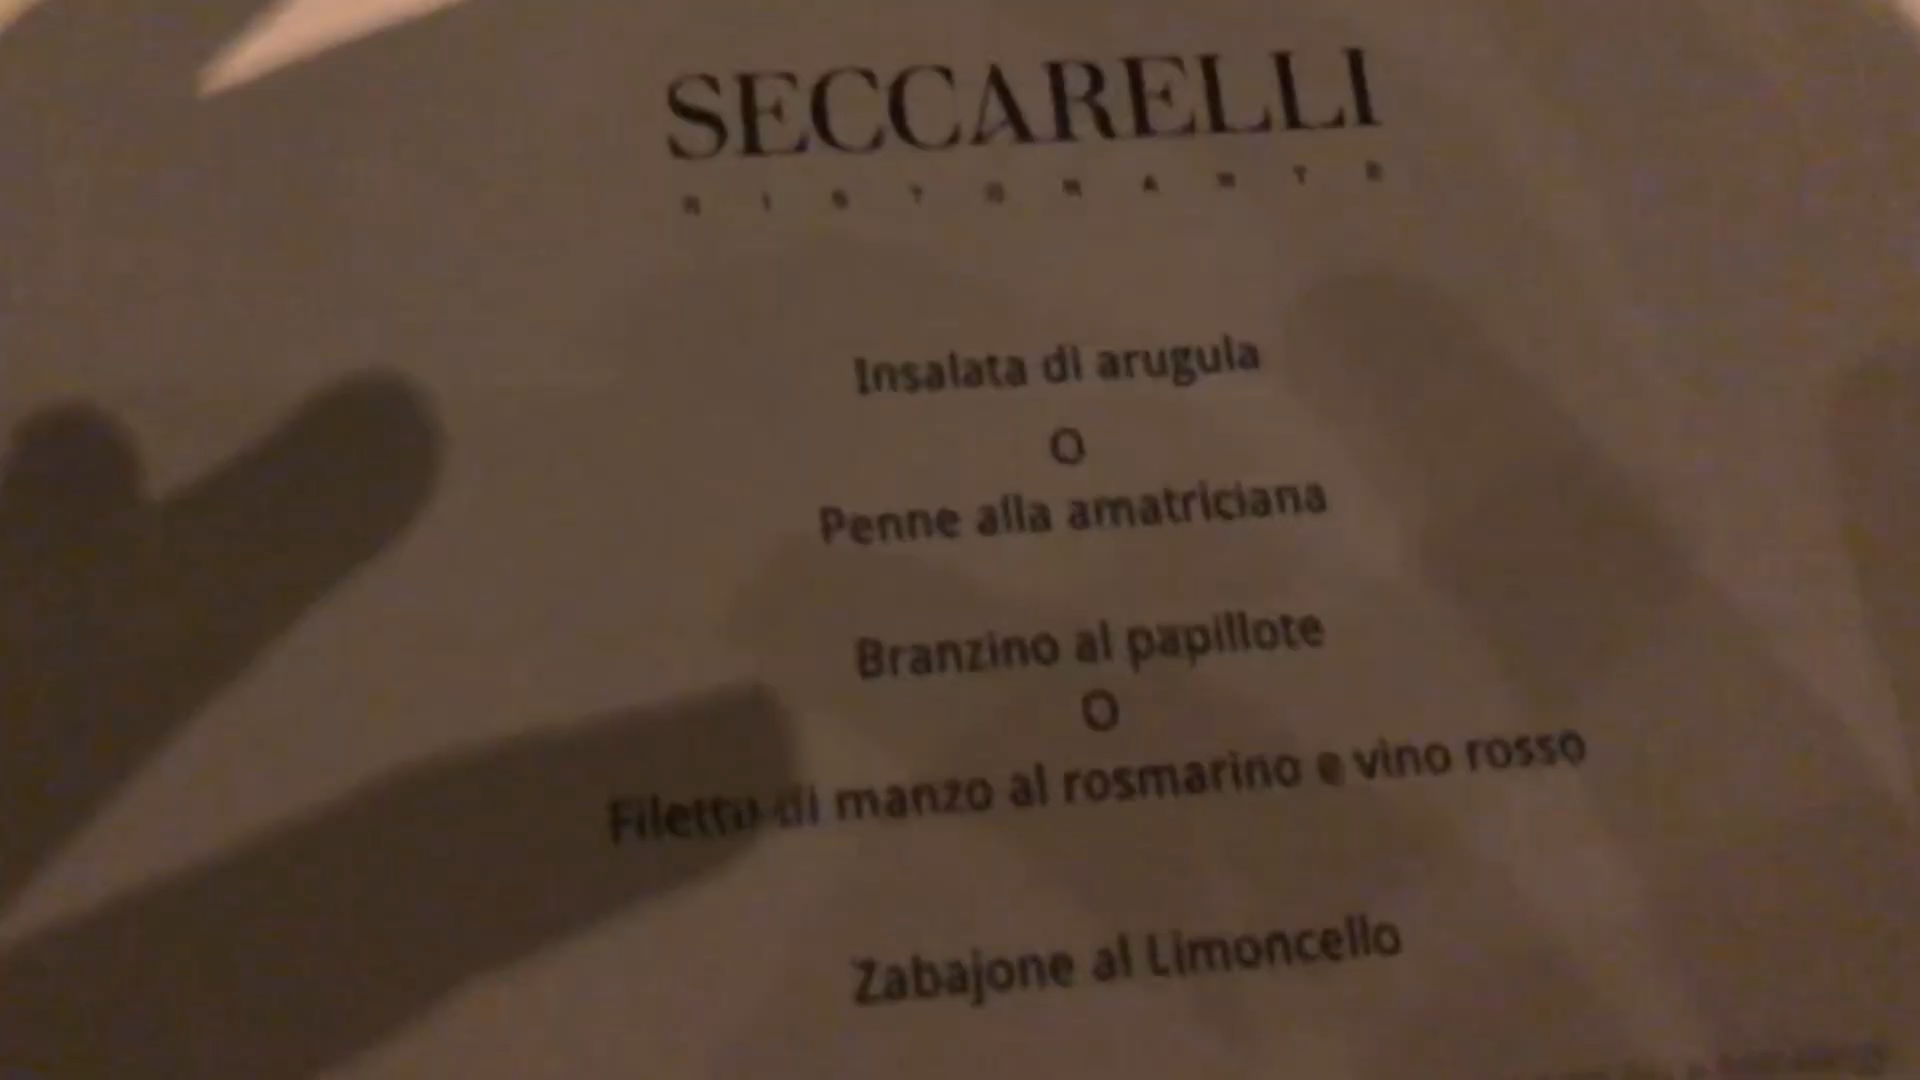 SECCARELLI
RISTORANTE
Insalata di arugula
O
Penne alla amatriciana
Branzino al papillote
O
Filetto di manzo al rosmarino e vino rosso
Zabajone al Limoncello